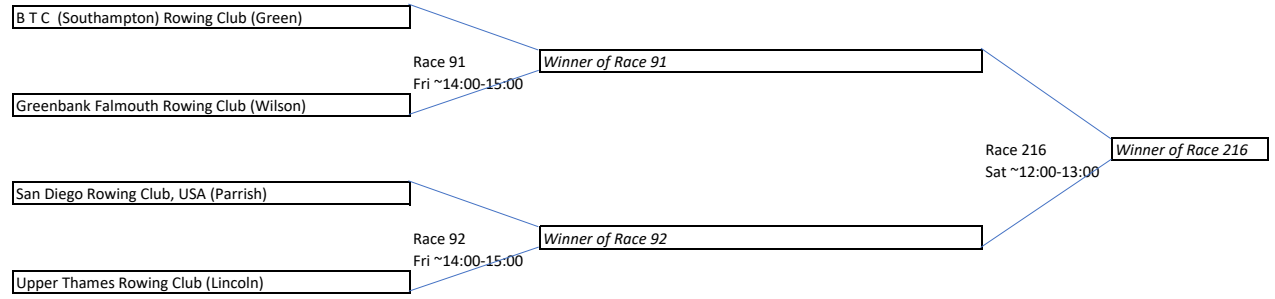 B T C  (Southampton) Rowing Club (Green)
Race 91
Fri ~14:00-15:00
Winner of Race 91
Greenbank Falmouth Rowing Club (Wilson)
Race 216
Sat ~12:00-13:00
Winner of Race 216
San Diego Rowing Club, USA (Parrish)
Race 92
Fri ~14:00-15:00
Winner of Race 92
Upper Thames Rowing Club (Lincoln)